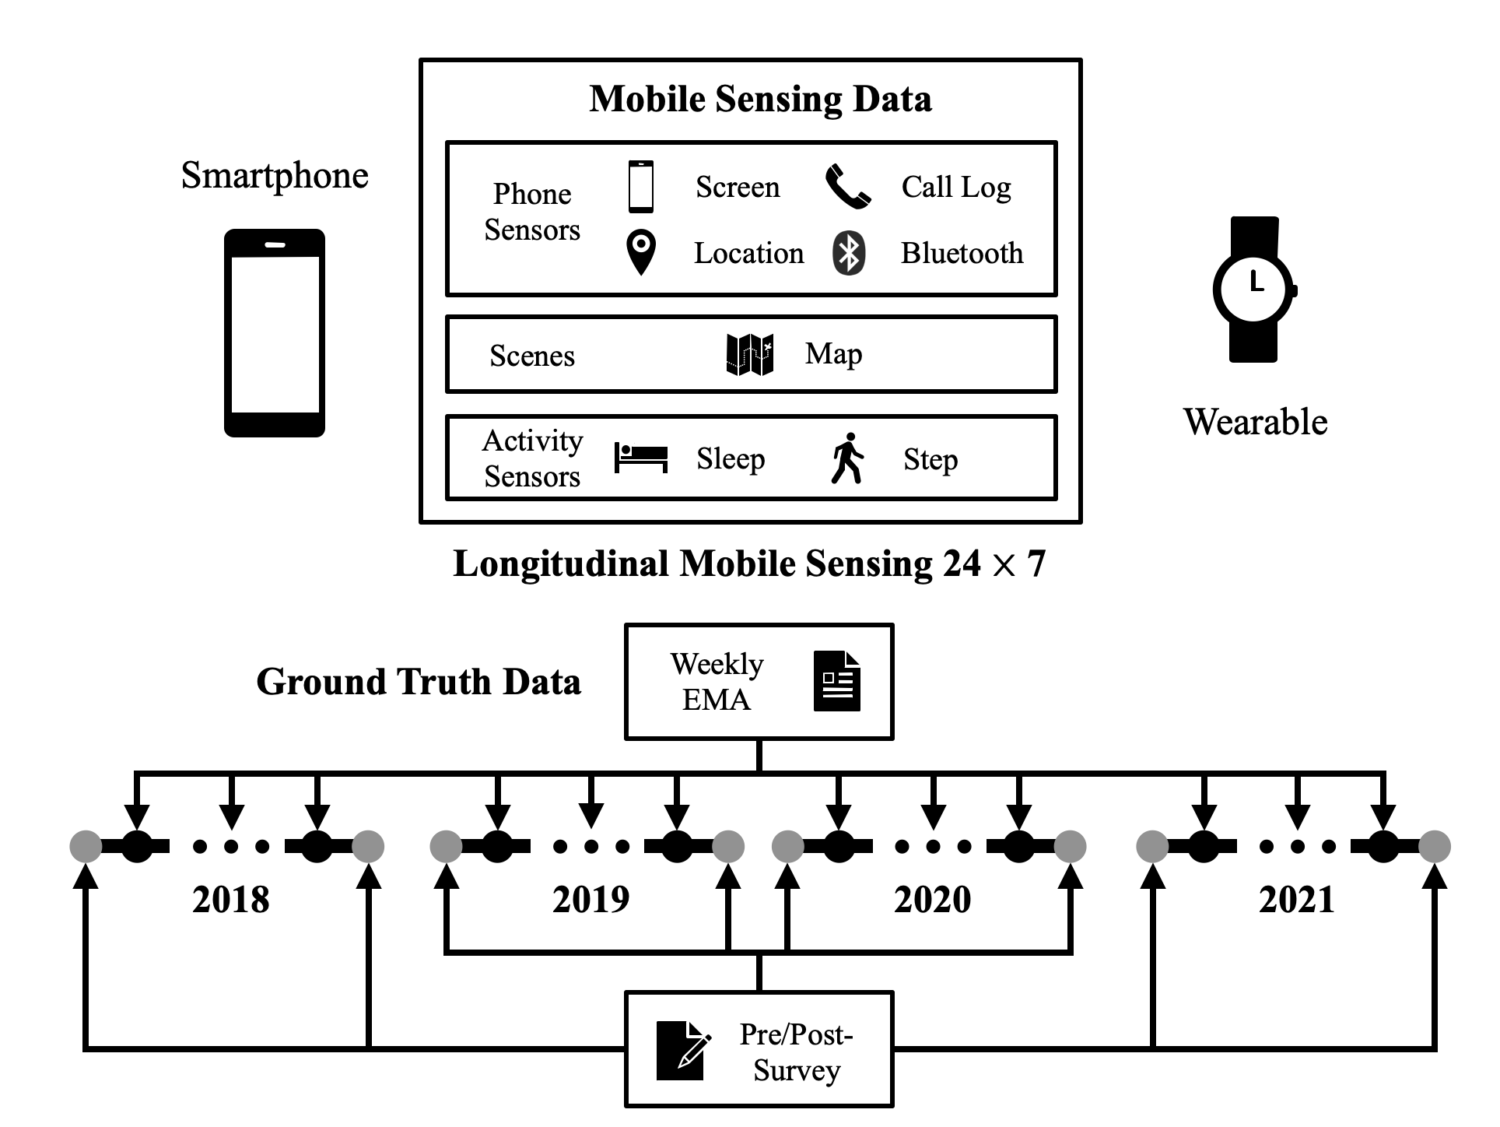 Mobile Sensing Data
Smartphone
Phone
Sensors
Screen
Call Log
Location
Bluetooth
Scenes
Map
Wearable
Activity
Sensors
Sleep
Step
Longitudinal Mobile Sensing 24 × 7
Ground Truth Data
Weekly
EMA
2018
2019
2020
2021
Pre/Post-
Survey